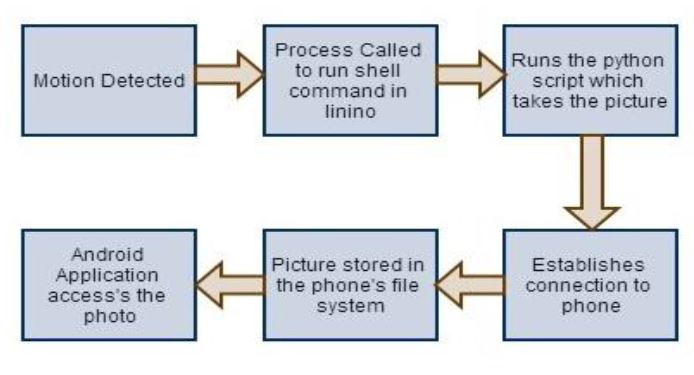 Motion Detected
Process Called
to run shell
command in
linino
Runs the python
script which
takes the picture
Establishes
connection to
phone
Picture stored in
the phone's file
system
Android
Application
access's the
photo